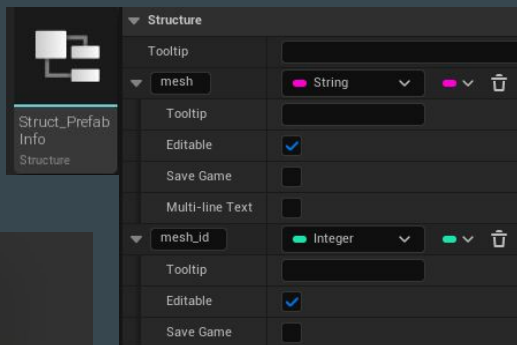 Struct_Prefab
Info
Structure
Structure
Tooltip
mesh
String
Tooltip
Editable
Save Game
Multi-line Text
mesh_id
Integer
Tooltip
Editable
Save Game